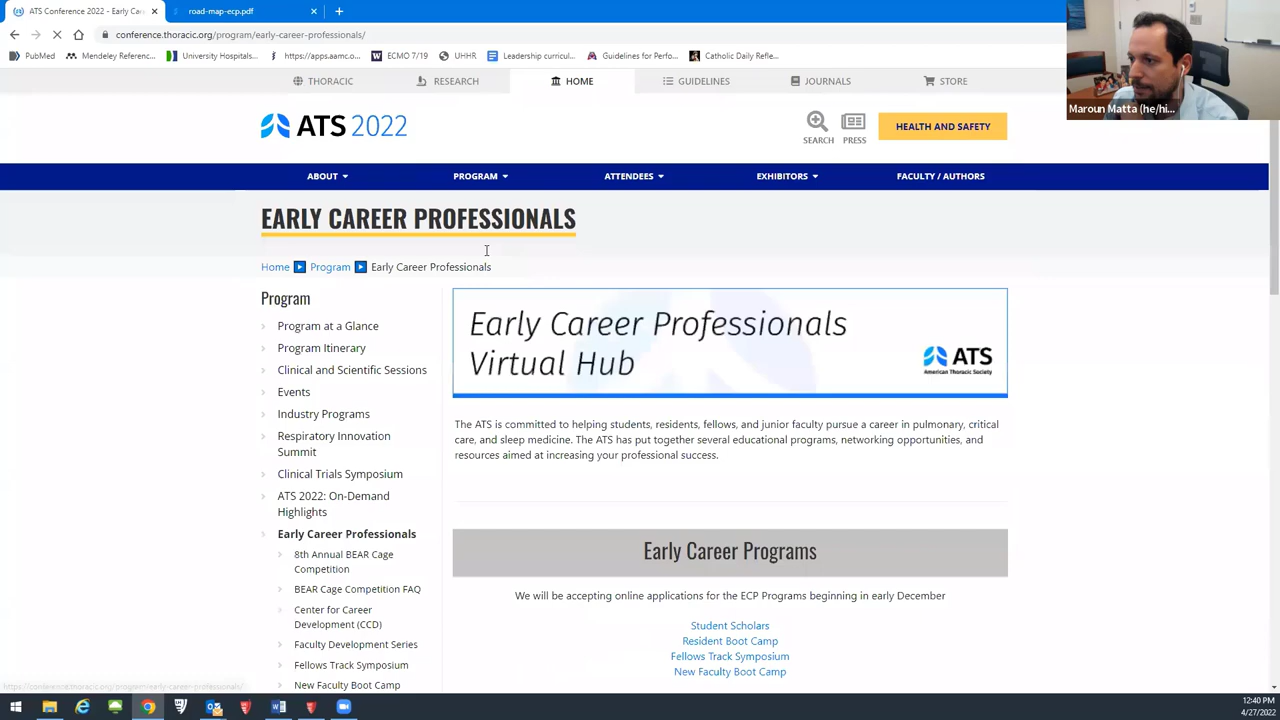 ATS Conference 2022 - Early Ca
road-map-ecp.pdf
conference.thoracic.org/program/early-career-professionals/
PubMed
Mendeley Referenc...
University Hospitals...
https://apps.aamc.o...
ECMO 7/19
UHHR
Leadership curricul...
Guidelines for Perfo...
Catholic Daily Refle...
THORACIC
RESEARCH
HOME
GUIDELINES
JOURNALS
STORE
Maroun Matta (he/hi...
ATS 2022
SEARCH
PRESS
HEALTH AND SAFETY
ABOUT
PROGRAM
ATTENDEES
EXHIBITORS
FACULTY / AUTHORS
EARLY CAREER PROFESSIONALS
Home Program Early Career Professionals
Program
Program at a Glance
Program Itinerary
Clinical and Scientific Sessions
Events
Industry Programs
Respiratory Innovation
Summit
Clinical Trials Symposium
ATS 2022: On-Demand
Highlights
Early Career Professionals
8th Annual BEAR Cage
Competition
BEAR Cage Competition FAQ
Center for Career
Development (CCD)
Faculty Development Series
Fellows Track Symposium
New Faculty Boot Camp
Early Career Professionals
Virtual Hub
ATS
American Thoracic Society
The ATS is committed to helping students, residents, fellows, and junior faculty pursue a career in pulmonary, critical
care, and sleep medicine. The ATS has put together several educational programs, networking opportunities, and
resources aimed at increasing your professional success.
Early Career Programs
We will be accepting online applications for the ECP Programs beginning in early December
Student Scholars
Resident Boot Camp
Fellows Track Symposium
New Faculty Boot Camp
https://conference.thoracic.org/program/early-career-professionals/
12:40 PM
4/27/2022